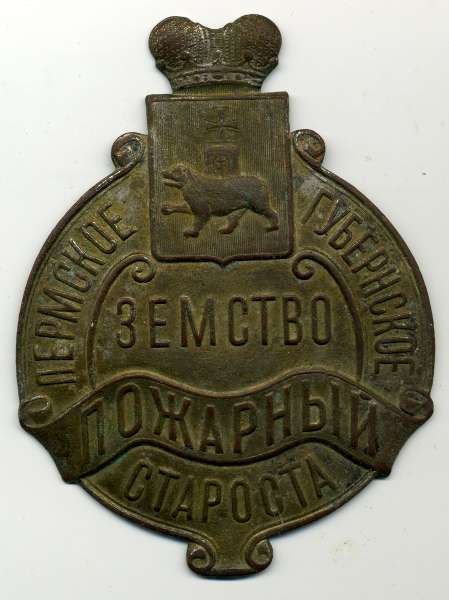 ПЕРМСКОЕ ГУБЕРНСКОЕ
ЗЕМСТВО
ПОЖАРНЫЙ
СТАРОСТА